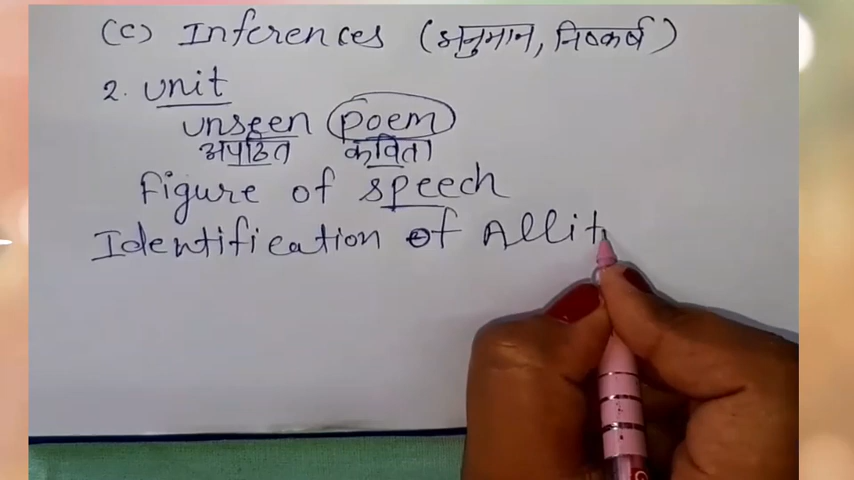 (C) Inferences (अनुमान, निष्कर्ष)
2. unit
unseen poem
अपठित कविता
Figure of speech
Identification of Allit